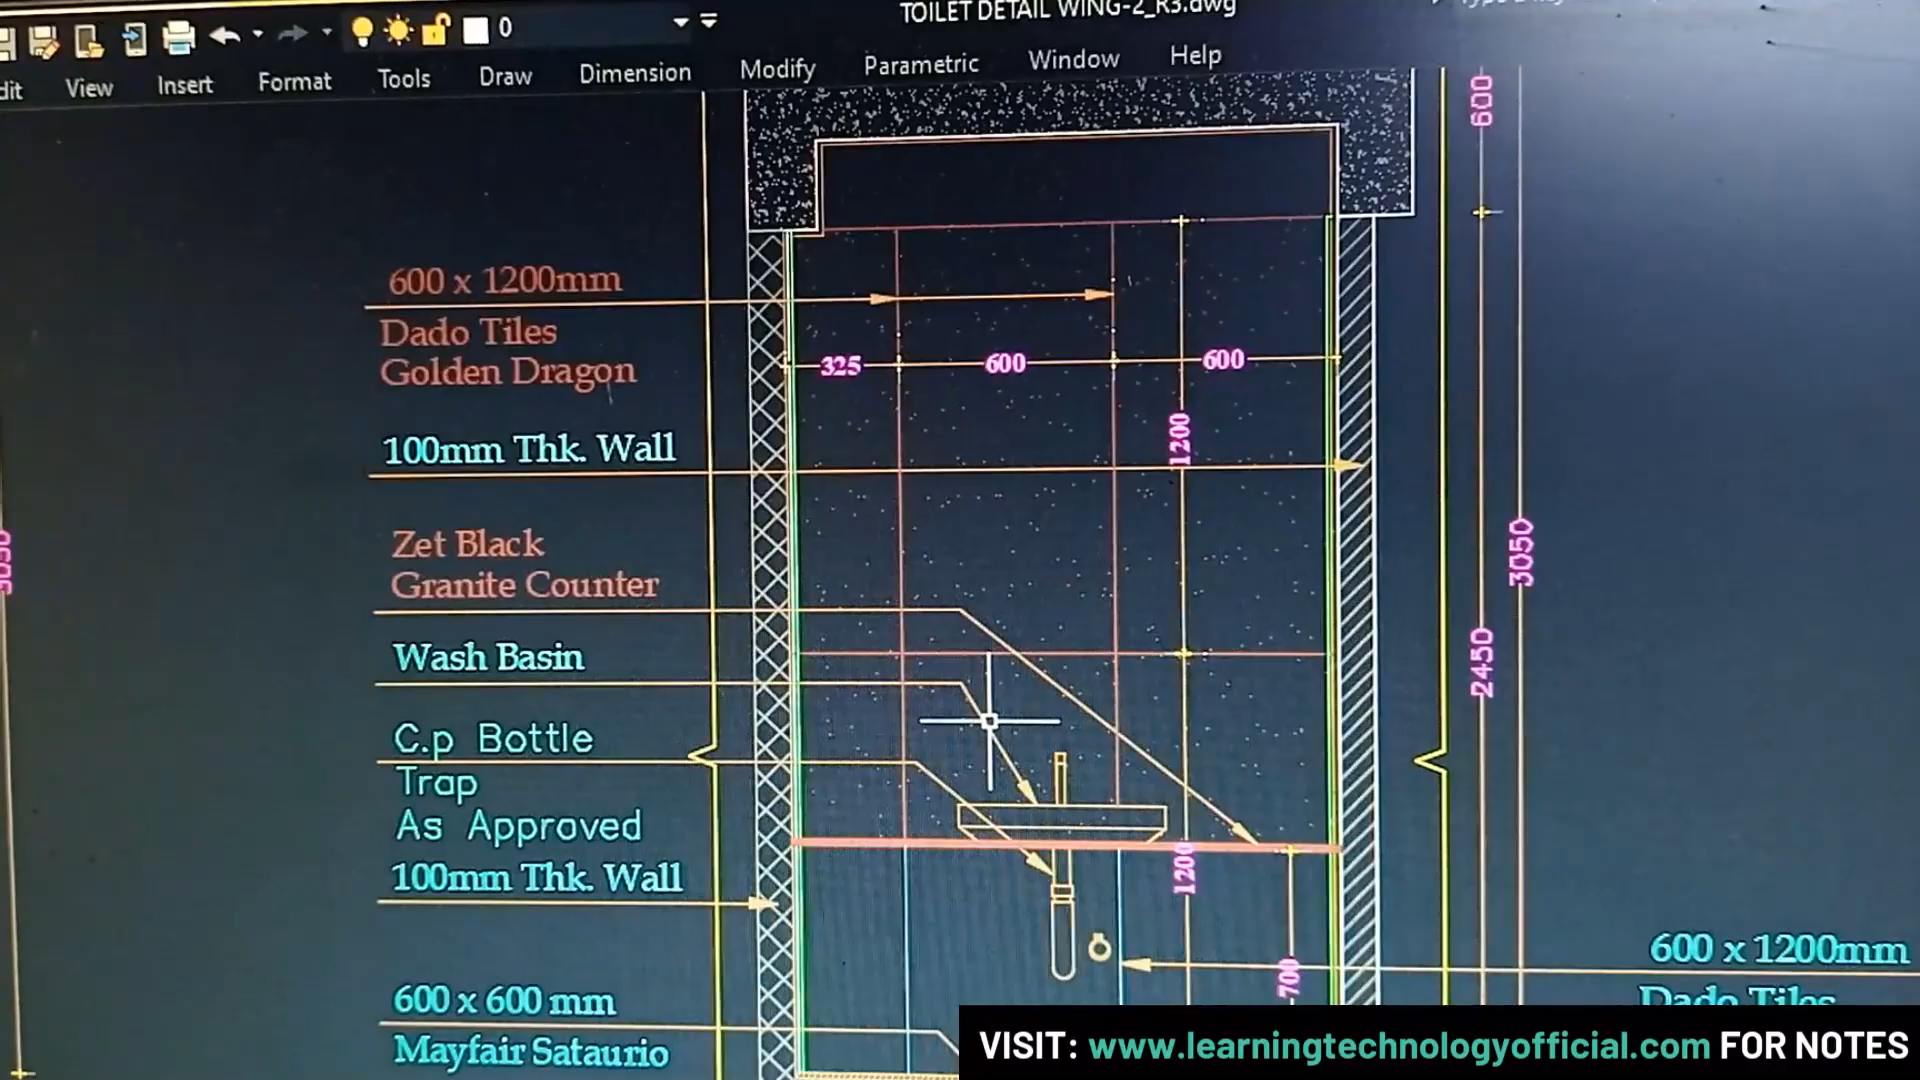 TOILET DETAIL WING-2_R3.dwg
0
View Insert Format Tools Draw Dimension Modify Parametric Window Help
600
600 x 1200mm
Dado Tiles
Golden Dragon
325 600 600
100mm Thk. Wall
1200
Zet Black
Granite Counter
3050
Wash Basin
2450
C.p Bottle
Trap
As Approved
100mm Thk. Wall
1200
600 x 1200mm
700
Dado Tiles
600 x 600 mm
Mayfair Sataurio
VISIT: www.learningtechnologyofficial.com FOR NOTES